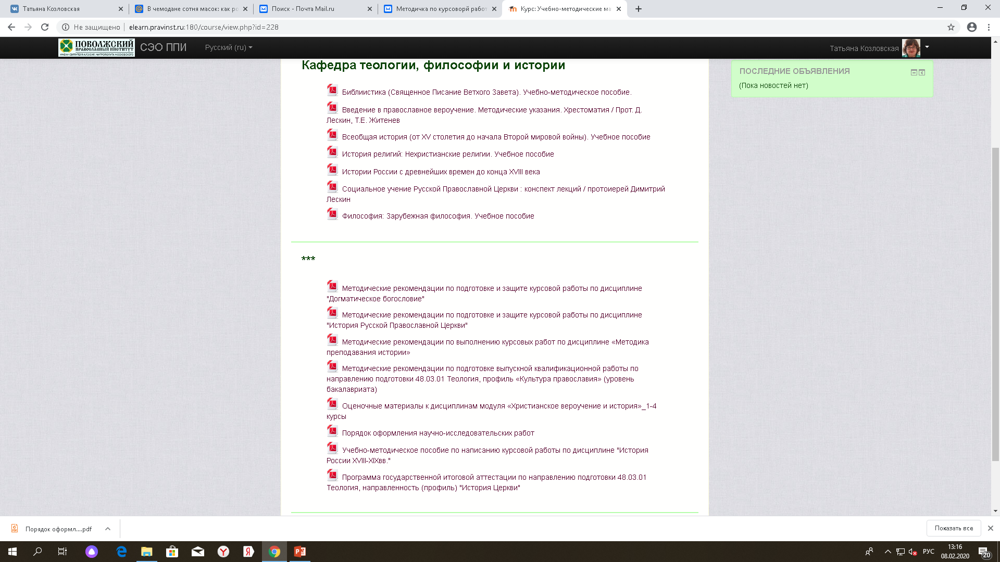 Татьяна Козловская
В чемодане сотня масок: как ро
Поиск - Почта Mail.ru
Методичка по курсоворй работ
Курс: Учебно-методические ма
Не защищено
elearn.pravinst.ru:180/course/view.php?id=228
ПОВОЛЖСКИЙ
ПРАВОСЛАВНЫЙ ИНСТИТУТ
ИМЕНИ СВЯТИТЕЛЯ АЛЕКСИЯ, МИТРОПОЛИТА МОСКОВСКОГО
СЭО ППИ
Русский (ru)
Татьяна Козловская
Кафедра теологии, философии и истории
Библиистика (Священное Писание Ветхого Завета). Учебно-методическое пособие.
Введение в православное вероучение. Методические указания. Хрестоматия / Прот. Д.
Лескин, Т.Е. Житенев
Всеобщая история (от XV столетия до начала Второй мировой войны). Учебное пособие
История религий: Нехристианские религии. Учебное пособие
Истории России с древнейших времен до конца XVIII века
Социальное учение Русской Православной Церкви : конспект лекций / протоиерей Димитрий
Лескин
Философия: Зарубежная философия. Учебное пособие
***
Методические рекомендации по подготовке и защите курсовой работы по дисциплине
"Догматическое богословие"
Методические рекомендации по подготовке и защите курсовой работы по дисциплине
"История Русской Православной Церкви"
Методические рекомендации по выполнению курсовых работ по дисциплине «Методика
преподавания истории»
Методические рекомендации по подготовке выпускной квалификационной работы по
направлению подготовки 48.03.01 Теология, профиль «Культура православия» (уровень
бакалавриата)
Оценочные материалы к дисциплинам модуля «Христианское вероучение и история»_1-4
курсы
Порядок оформления научно-исследовательских работ
Учебно-методическое пособие по написанию курсовой работы по дисциплине "История
России XVIII-XIXвв."
Программа государственной итоговой аттестации по направлению подготовки 48.03.01
Теология, направленность (профиль) "История Церкви"
ПОСЛЕДНИЕ ОБЪЯВЛЕНИЯ
(Пока новостей нет)
Порядок оформл....pdf
Показать все
РУС
13:16
08.02.2020
20